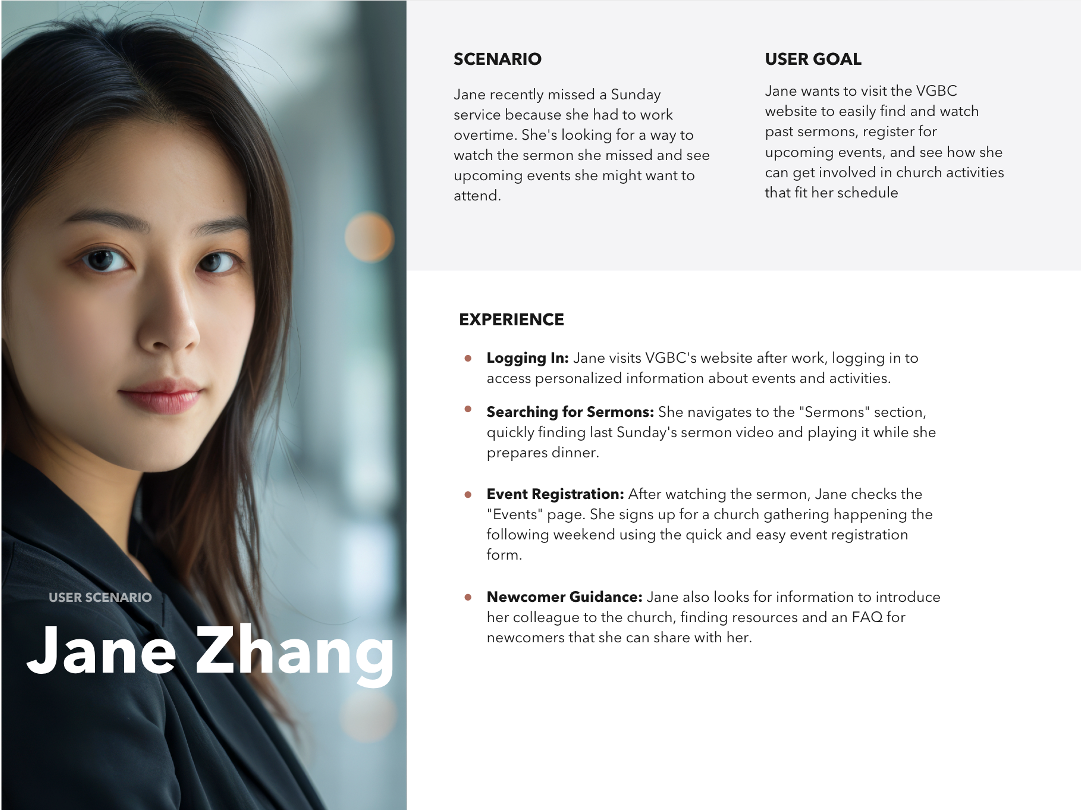 SCENARIO
Jane recently missed a Sunday
service because she had to work
overtime. She's looking for a way to
watch the sermon she missed and see
upcoming events she might want to
attend.
USER GOAL
Jane wants to visit the VGBC
website to easily find and watch
past sermons, register for
upcoming events, and see how she
can get involved in church activities
that fit her schedule
EXPERIENCE
Logging In: Jane visits VGBC's website after work, logging in to
access personalized information about events and activities.
Searching for Sermons: She navigates to the "Sermons" section,
quickly finding last Sunday's sermon video and playing it while she
prepares dinner.
Event Registration: After watching the sermon, Jane checks the
"Events" page. She signs up for a church gathering happening the
following weekend using the quick and easy event registration
form.
Newcomer Guidance: Jane also looks for information to introduce
her colleague to the church, finding resources and an FAQ for
newcomers that she can share with her.
USER SCENARIO
Jane Zhang